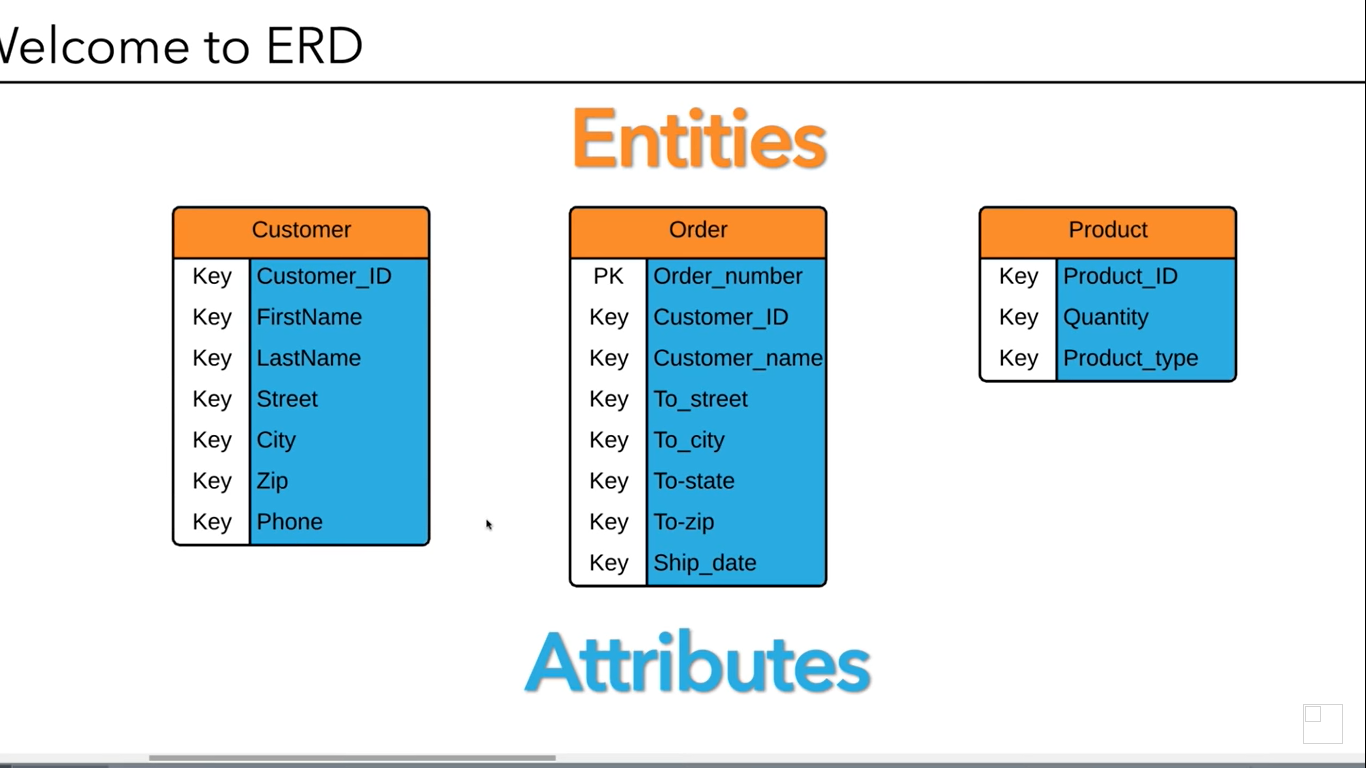 Welcome to ERD
Entities
Customer
Key Customer_ID
Key FirstName
Key LastName
Key Street
Key City
Key Zip
Key Phone
Order
PK Order_number
Key Customer_ID
Key Customer_name
Key To_street
Key To_city
Key To-state
Key To-zip
Key Ship_date
Product
Key Product_ID
Key Quantity
Key Product_type
Attributes